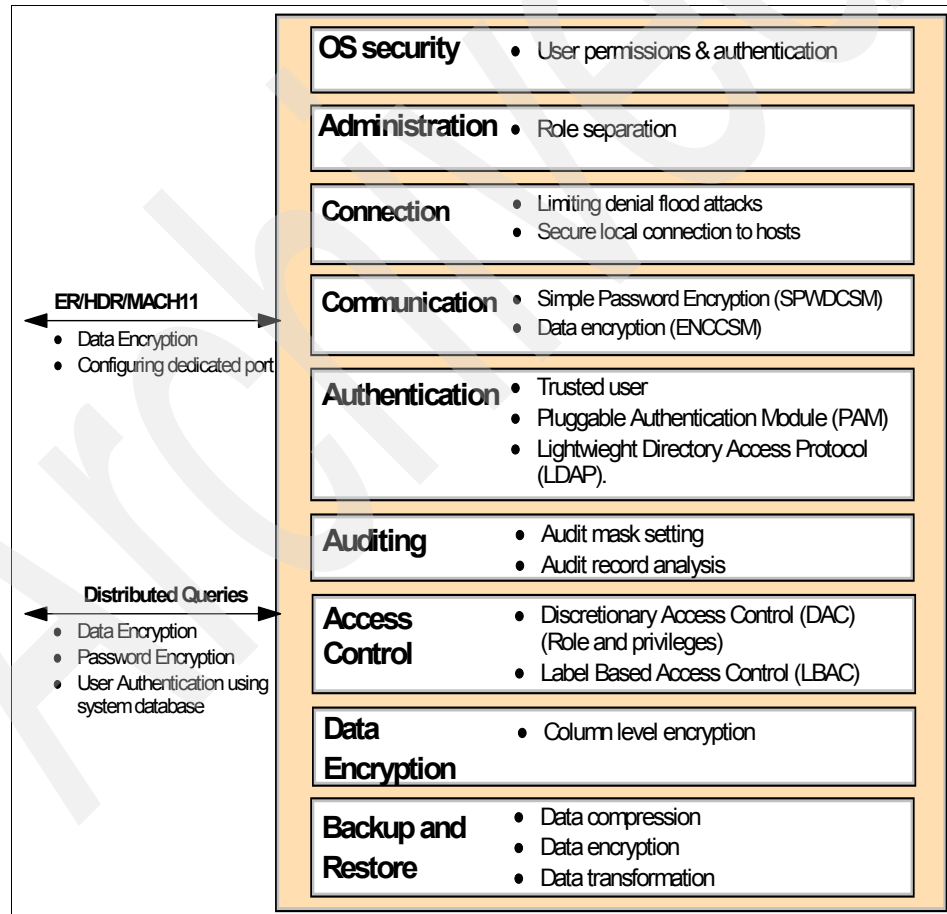 OS security
• User permissions & authentication
Administration
• Role separation
Connection
• Limiting denial flood attacks
• Secure local connection to hosts
ER/HDR/MACH11
• Data Encryption
• Configuring dedicated port
Communication
• Simple Password Encryption (SPWDCSM)
• Data encryption (ENCCSM)
Authentication
• Trusted user
• Pluggable Authentication Module (PAM)
• Lightwieght Directory Access Protocol
(LDAP).
Auditing
• Audit mask setting
• Audit record analysis
Distributed Queries
• Data Encryption
• Password Encryption
• User Authentication using
system database
Access
Control
• Discretionary Access Control (DAC)
(Role and privileges)
• Label Based Access Control (LBAC)
Data
Encryption
• Column level encryption
Backup and
Restore
• Data compression
• Data encryption
• Data transformation
Archived